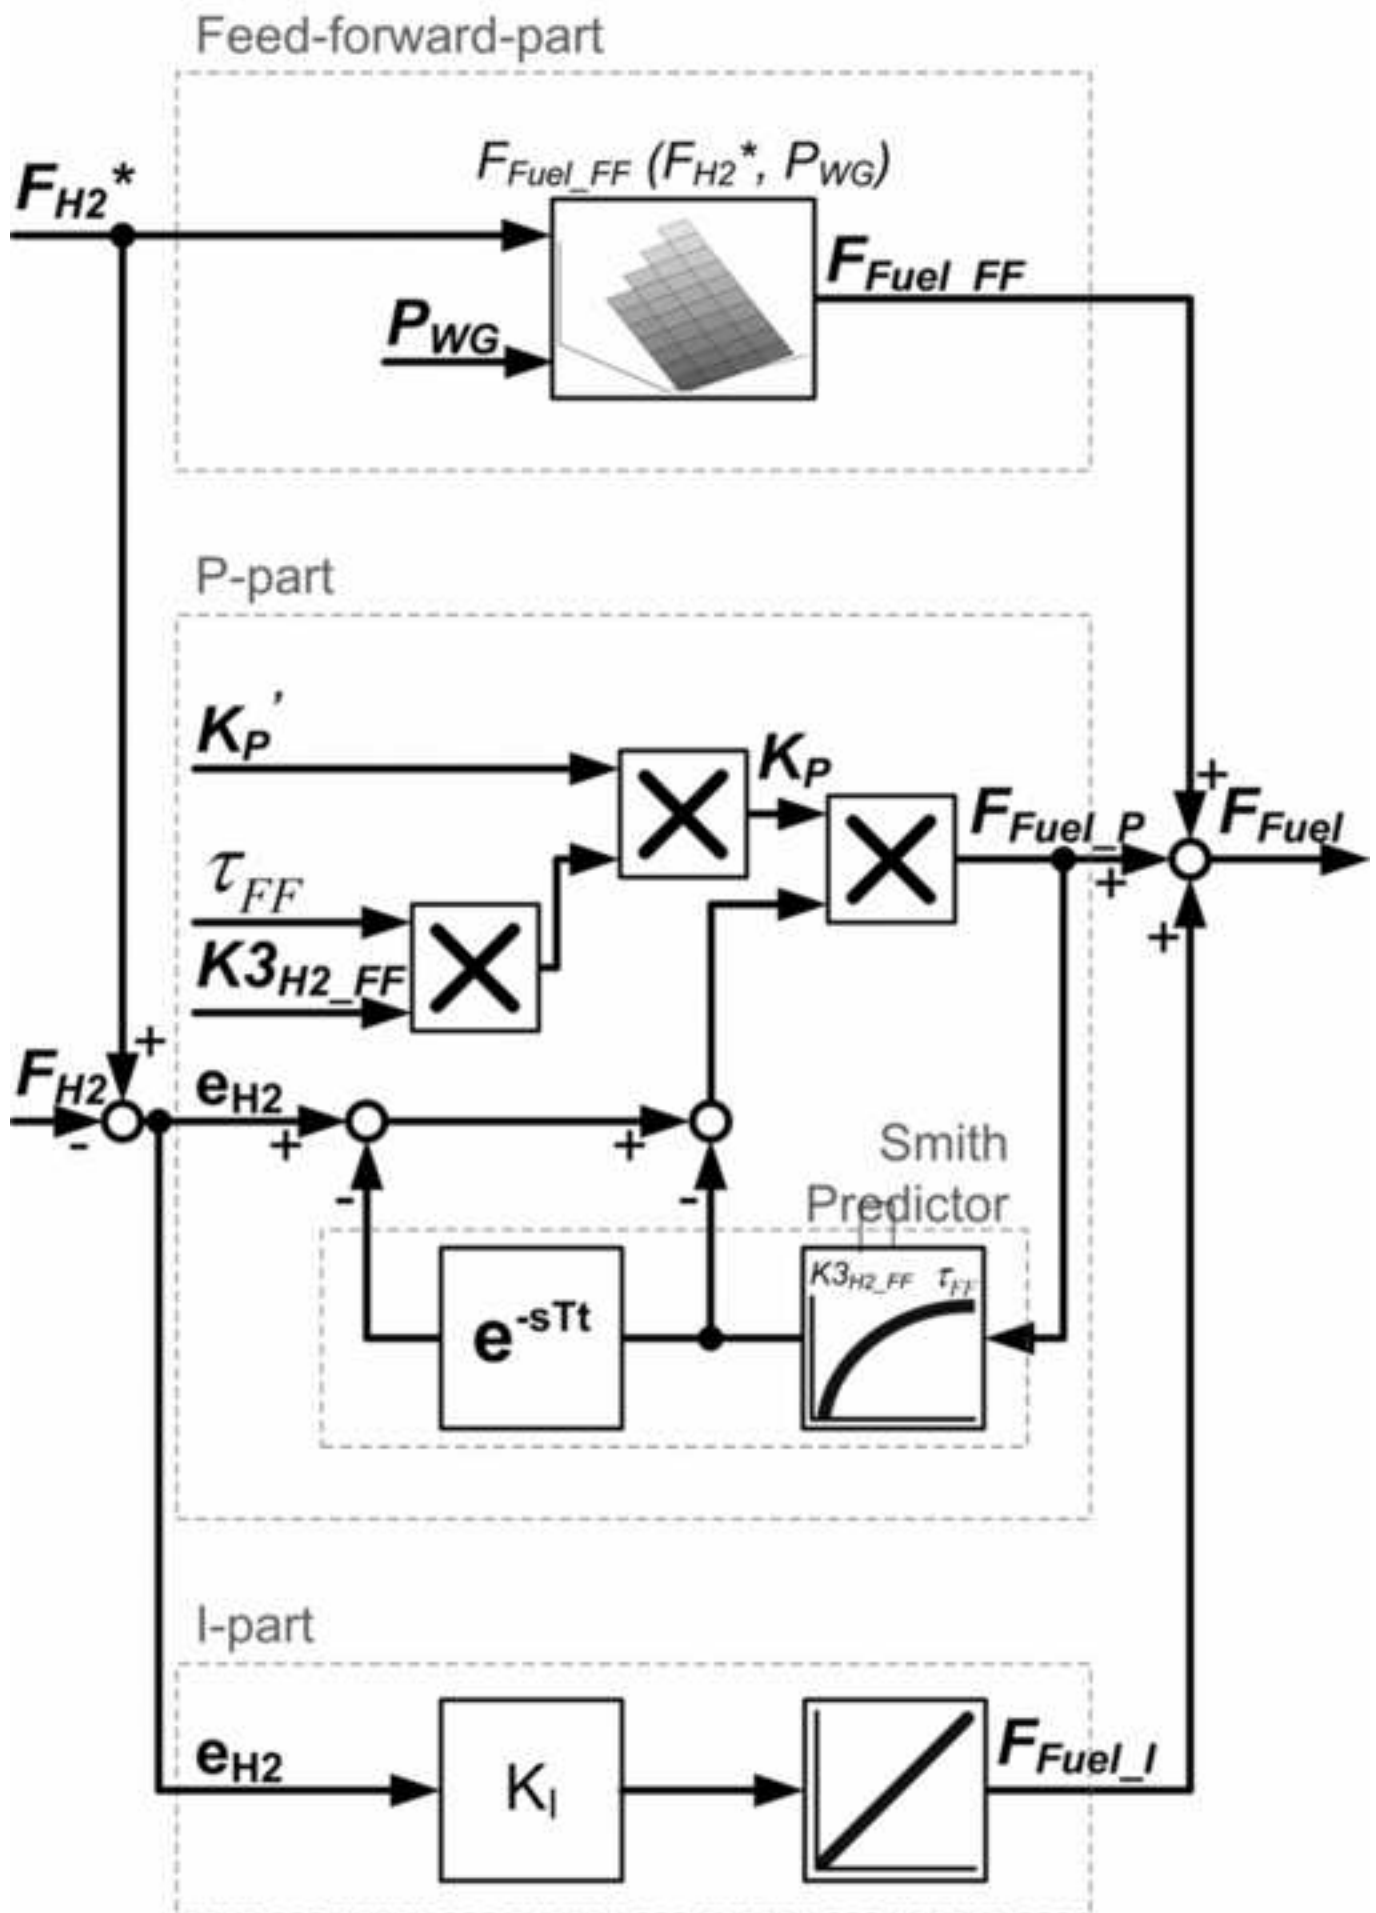 Feed-forward-part
F_Fuel_FF (F_H2*, P_WG)
F_H2*
F_Fuel_FF
P_WG
P-part
K_P'
K_P
F_Fuel_P
F_Fuel
+
τ_FF
+
K3_H2_FF
+
+
F_H2
e_H2
-
+
+
Smith
Predictor
-
-
K3_H2_FF τ_FF
e^-sTt
I-part
e_H2
K_I
F_Fuel_I